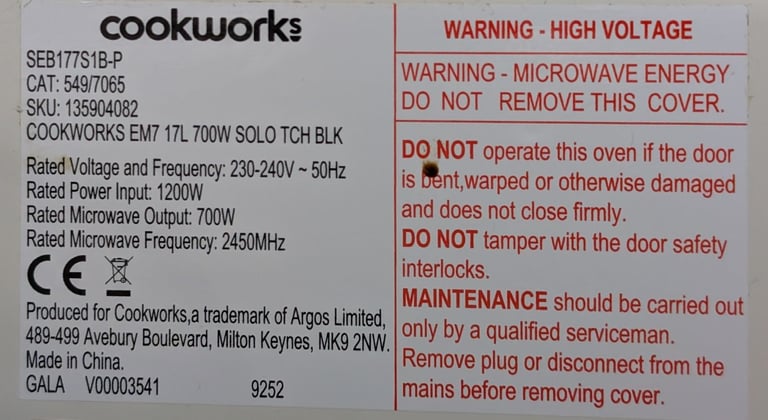 cookworks
SEB177S1B-P
CAT: 549/7065
SKU: 135904082
COOKWORKS EM7 17L 700W SOLO TCH BLK
Rated Voltage and Frequency: 230-240V ~ 50Hz
Rated Power Input: 1200W
Rated Microwave Output: 700W
Rated Microwave Frequency: 2450MHz
CE
Produced for Cookworks,a trademark of Argos Limited,
489-499 Avebury Boulevard, Milton Keynes, MK9 2NW.
Made in China.
GALA V00003541 9252
WARNING - HIGH VOLTAGE
WARNING - MICROWAVE ENERGY
DO NOT REMOVE THIS COVER.
DO NOT operate this oven if the door
is bent,warped or otherwise damaged
and does not close firmly.
DO NOT tamper with the door safety
interlocks.
MAINTENANCE should be carried out
only by a qualified serviceman.
Remove plug or disconnect from the
mains before removing cover.